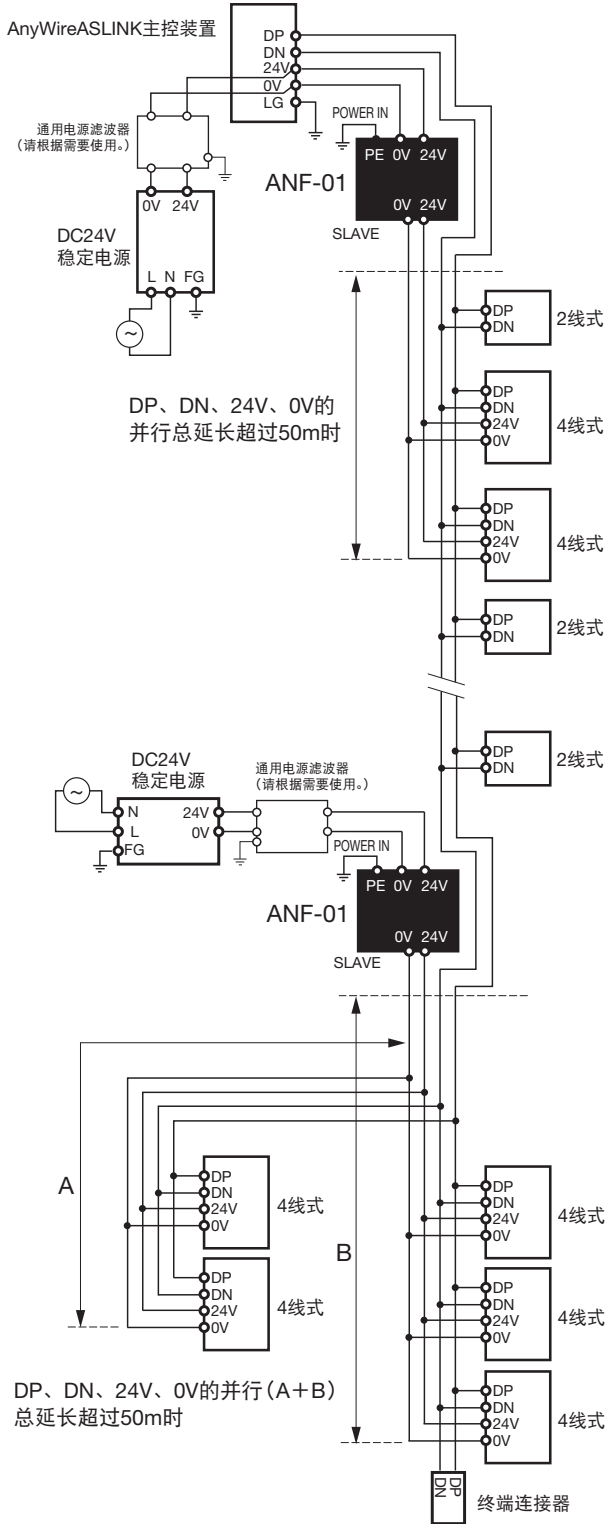 AnyWireASLINK主控装置
DP
DN
24V
0V
LG
通用电源滤波器
（请根据需要使用。）
0V 24V
DC24V
稳定电源
L N FG
~
POWER IN
PE 0V 24V
ANF-01
0V 24V
SLAVE
DP、DN、24V、0V的
并行总延长超过50m时
DP
DN
2线式
DP
DN
24V
0V
4线式
DP
DN
24V
0V
4线式
DP
DN
2线式
DP
DN
2线式
DC24V
稳定电源
~
N
L
FG
24V
0V
通用电源滤波器
（请根据需要使用。）
POWER IN
PE 0V 24V
ANF-01
0V 24V
SLAVE
A
DP
DN
24V
0V
4线式
DP
DN
24V
0V
4线式
B
DP
DN
24V
0V
4线式
DP
DN
24V
0V
4线式
DP
DN
24V
0V
4线式
DP、DN、24V、0V的并行（A＋B）
总延长超过50m时
DP
DN
终端连接器